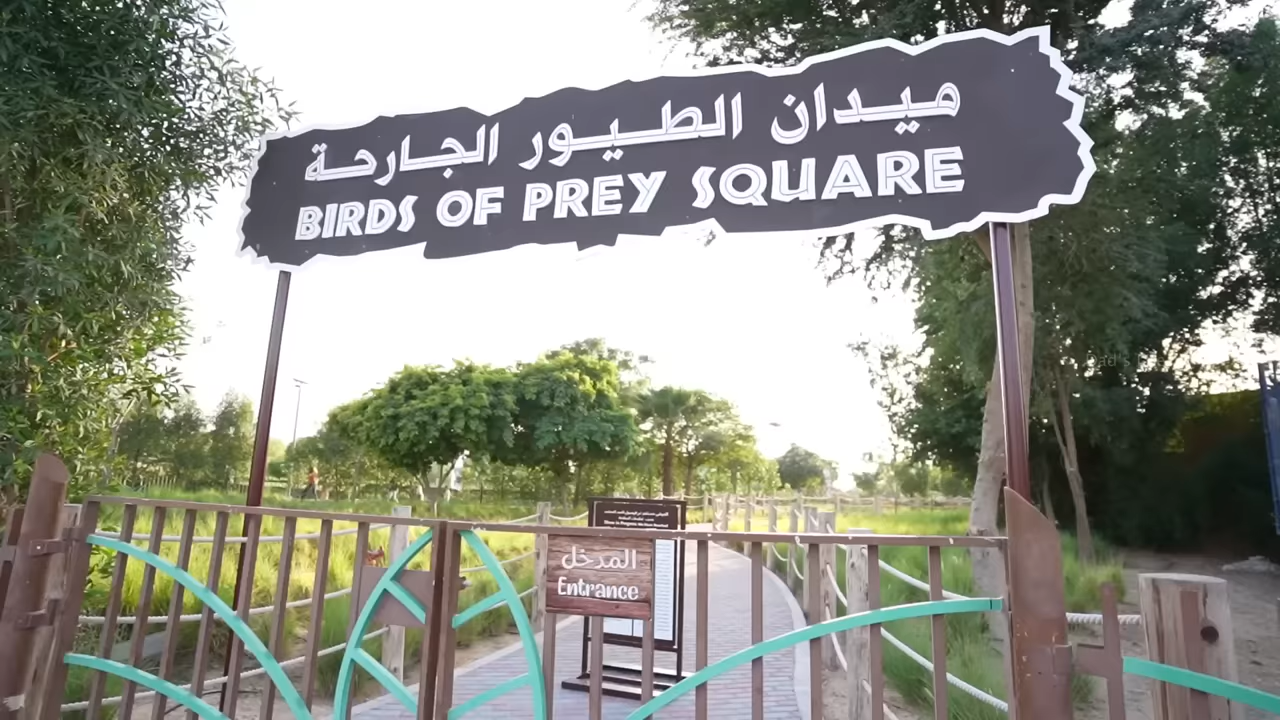 ميدان الطيور الجارحة
BIRDS OF PREY SQUARE
المدخل
Entrance